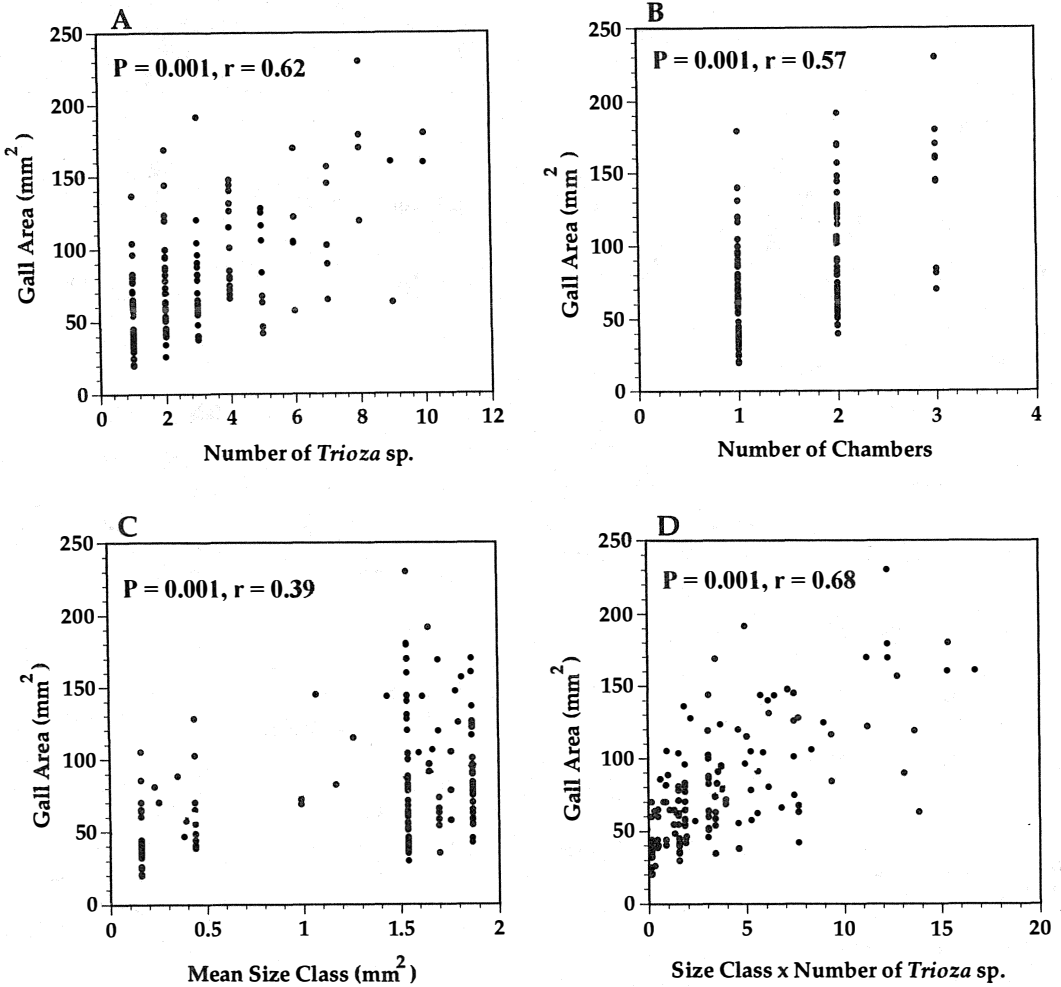 A
P = 0.001, r = 0.62
Gall Area (mm2)
250
200
150
100
50
0
0 2 4 6 8 10 12
Number of Trioza sp.
B
P = 0.001, r = 0.57
Gall Area (mm2)
250
200
150
100
50
0
0 1 2 3 4
Number of Chambers
C
P = 0.001, r = 0.39
Gall Area (mm2)
250
200
150
100
50
0
0 0.5 1 1.5 2
Mean Size Class (mm2)
D
P = 0.001, r = 0.68
Gall Area (mm2)
250
200
150
100
50
0
0 5 10 15 20
Size Class x Number of Trioza sp.